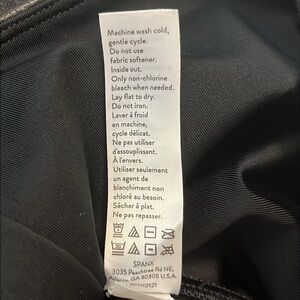 Machine wash cold,
gentle cycle.
Do not use
fabric softener.
Inside out.
Only non-chlorine
bleach when needed.
Lay flat to dry.
Do not iron.
Laver à froid
en machine,
cycle délicat.
Ne pas utiliser
d'assouplissant.
À l'envers.
Utiliser seulement
un agent de
blanchiment non
chloré au besoin.
Sécher à plat.
Ne pas repasser.
SPANX
3035 Peachtree Rd NE,
Atlanta, GA 30305 U.S.A.